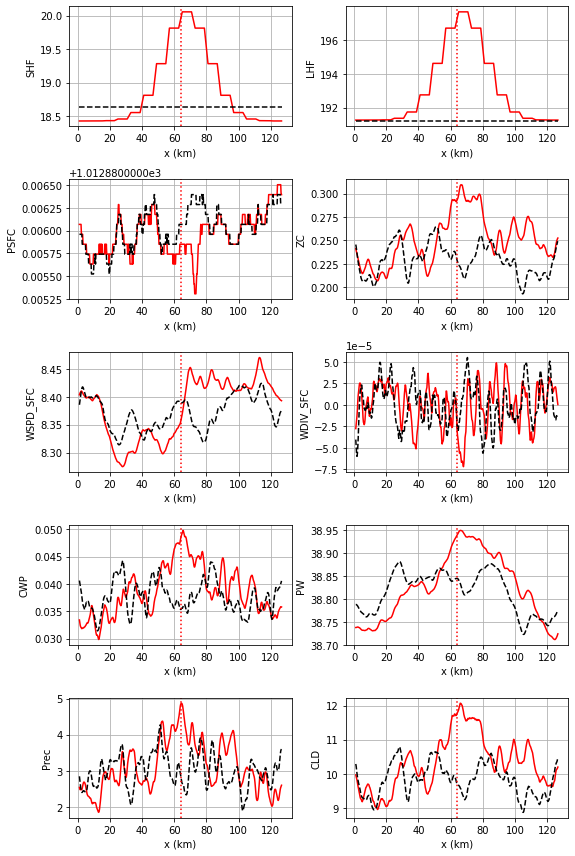 20.0
19.5
19.0
18.5
SHF
0 20 40 60 80 100 120
x (km)
196
194
192
LHF
0 20 40 60 80 100 120
x (km)
+1.0128800000e3
0.00650
0.00625
0.00600
0.00575
0.00550
0.00525
PSFC
0 20 40 60 80 100 120
x (km)
0.300
0.275
0.250
0.225
0.200
ZC
0 20 40 60 80 100 120
x (km)
8.45
8.40
8.35
8.30
WSPD_SFC
0 20 40 60 80 100 120
x (km)
1e−5
5.0
2.5
0.0
−2.5
−5.0
−7.5
WDIV_SFC
0 20 40 60 80 100 120
x (km)
0.050
0.045
0.040
0.035
0.030
CWP
0 20 40 60 80 100 120
x (km)
38.95
38.90
38.85
38.80
38.75
38.70
PW
0 20 40 60 80 100 120
x (km)
5
4
3
2
Prec
0 20 40 60 80 100 120
x (km)
12
11
10
9
CLD
0 20 40 60 80 100 120
x (km)